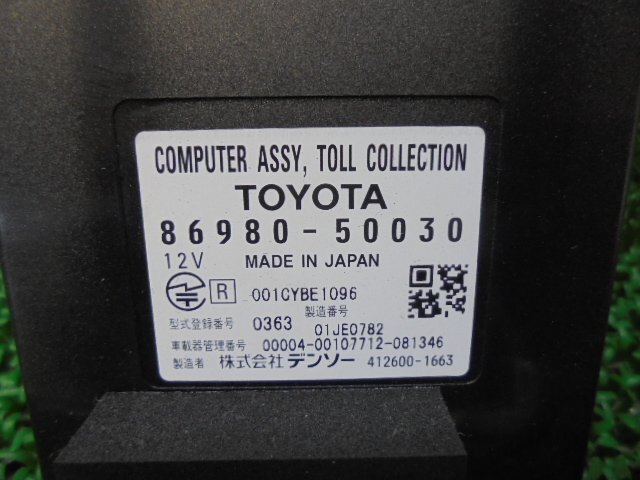 COMPUTER ASSY, TOLL COLLECTION
TOYOTA
86980-50030
12V MADE IN JAPAN
R 001CYBE1096
型式登録番号 0363 製造番号 01JE0782
車載器管理番号 00004-00107712-081346
製造者 株式会社デンソー 412600-1663